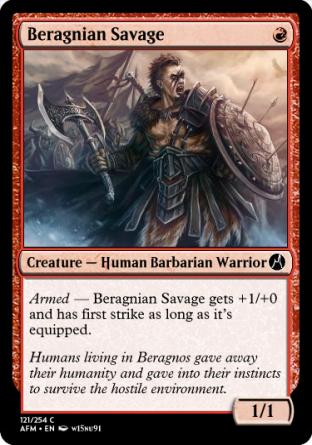 Beragnian Savage
Creature — Human Barbarian Warrior
Armed — Beragnian Savage gets +1/+0
and has first strike as long as it's
equipped.
Humans living in Beragnos gave away
their humanity and gave into their instincts
to survive the hostile environment.
121/254 C
AFM • EN wisnu91
1/1